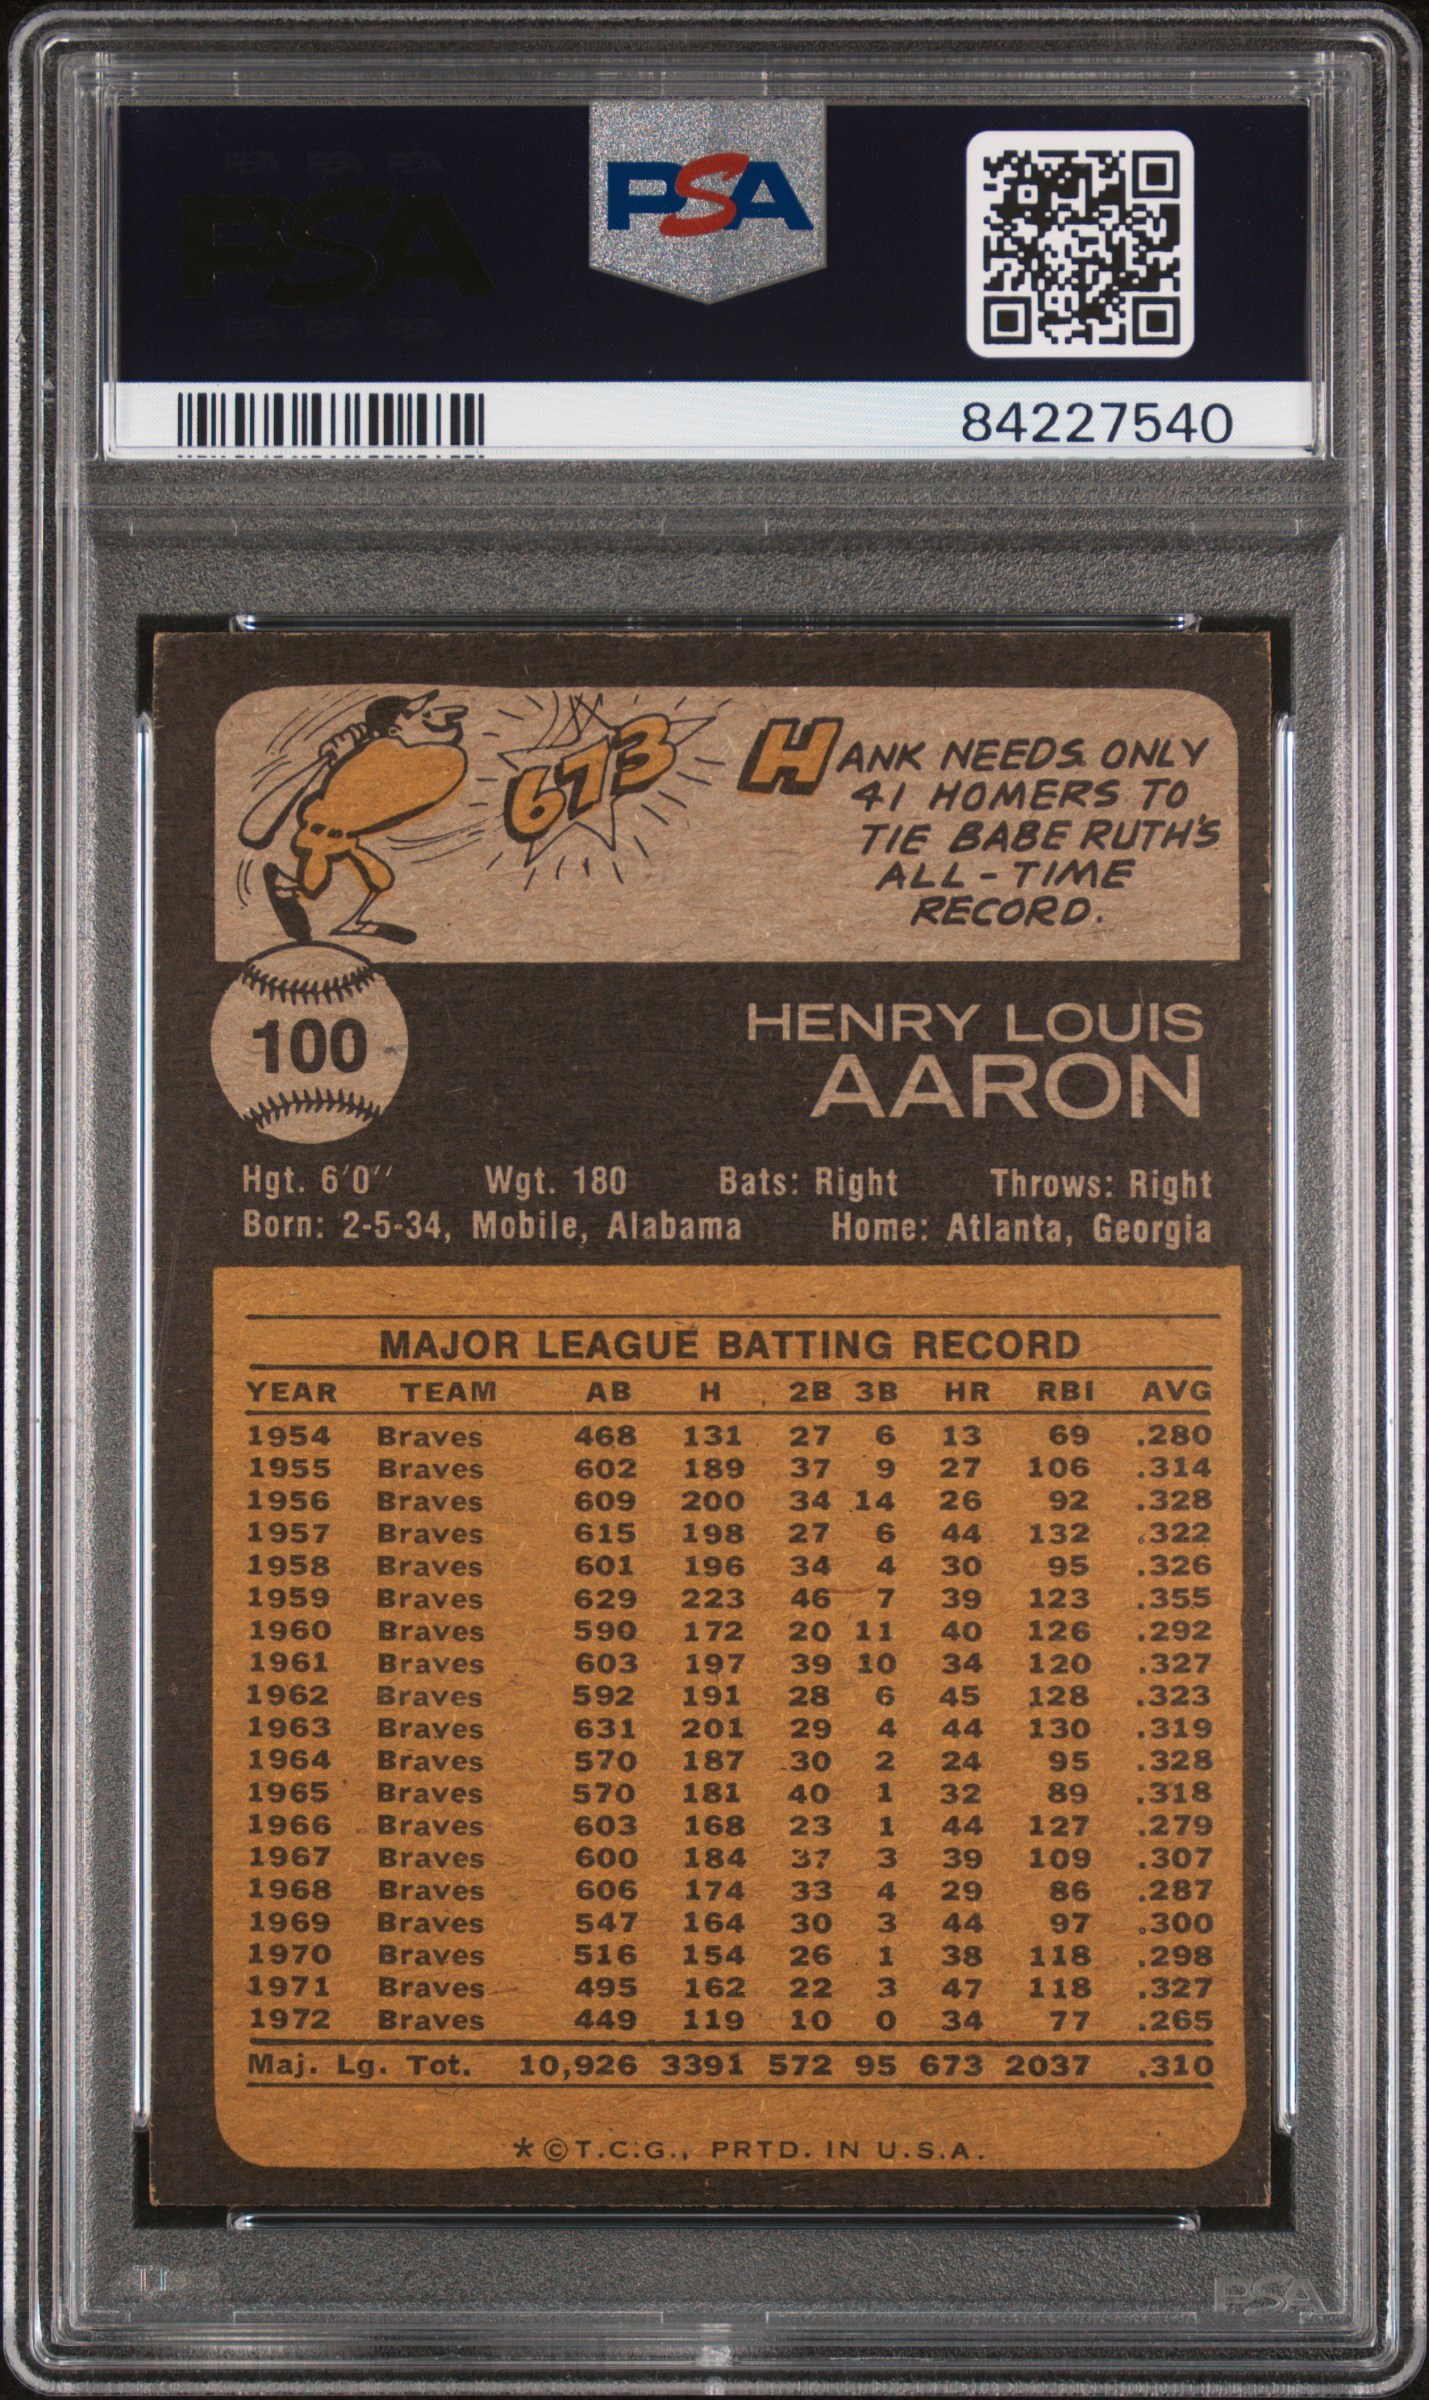 PSA PSA PSA
PSA
PSA PSA PSA
PSA
84227540
673
HANK NEEDS ONLY
41 HOMERS TO
TIE BABE RUTH'S
ALL-TIME
RECORD.
100
HENRY LOUIS
AARON
Hgt. 6'0'' Wgt. 180 Bats: Right Throws: Right
Born: 2-5-34, Mobile, Alabama Home: Atlanta, Georgia
MAJOR LEAGUE BATTING RECORD
YEAR TEAM AB H 2B 3B HR RBI AVG
1954 Braves 468 131 27 6 13 69 .280
1955 Braves 602 189 37 9 27 106 .314
1956 Braves 609 200 34 14 26 92 .328
1957 Braves 615 198 27 6 44 132 .322
1958 Braves 601 196 34 4 30 95 .326
1959 Braves 629 223 46 7 39 123 .355
1960 Braves 590 172 20 11 40 126 .292
1961 Braves 603 197 39 10 34 120 .327
1962 Braves 592 191 28 6 45 128 .323
1963 Braves 631 201 29 4 44 130 .319
1964 Braves 570 187 30 2 24 95 .328
1965 Braves 570 181 40 1 32 89 .318
1966 Braves 603 168 23 1 44 127 .279
1967 Braves 600 184 37 3 39 109 .307
1968 Braves 606 174 33 4 29 86 .287
1969 Braves 547 164 30 3 44 97 .300
1970 Braves 516 154 26 1 38 118 .298
1971 Braves 495 162 22 3 47 118 .327
1972 Braves 449 119 10 0 34 77 .265
Maj. Lg. Tot. 10,926 3391 572 95 673 2037 .310
*©T.C.G., PRTD. IN U.S.A.
PSA